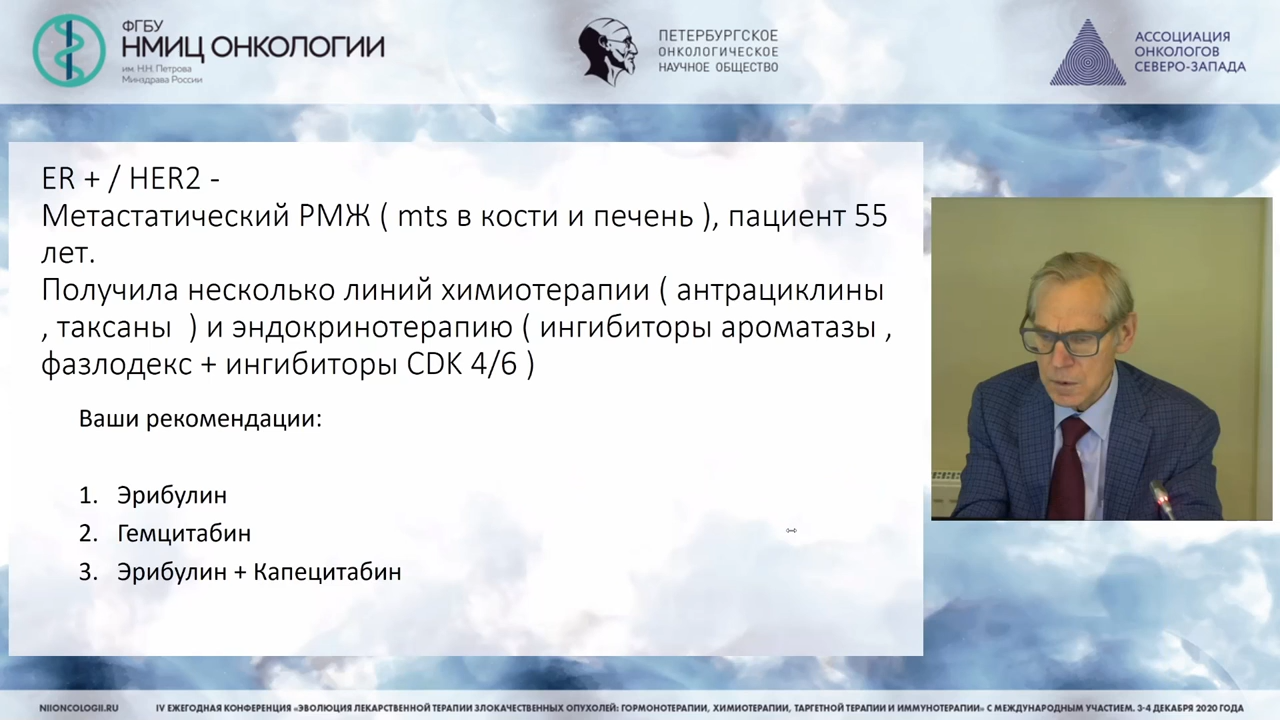 ФГБУ
НМИЦ ОНКОЛОГИИ
им. Н.Н. Петрова
Минздрава России
ПЕТЕРБУРГСКОЕ
ОНКОЛОГИЧЕСКОЕ
НАУЧНОЕ ОБЩЕСТВО
АССОЦИАЦИЯ
ОНКОЛОГОВ
СЕВЕРО-ЗАПАДА
ER + / HER2 -
Метастатический РМЖ ( mts в кости и печень ), пациент 55
лет.
Получила несколько линий химиотерапии ( антрациклины
, таксаны ) и эндокринотерапию ( ингибиторы ароматазы ,
фазлодекс + ингибиторы CDK 4/6 )
Ваши рекомендации:
1. Эрибулин
2. Гемцитабин
3. Эрибулин + Капецитабин
NIIONCOLOGII.RU IV ЕЖЕГОДНАЯ КОНФЕРЕНЦИЯ «ЭВОЛЮЦИЯ ЛЕКАРСТВЕННОЙ ТЕРАПИИ ЗЛОКАЧЕСТВЕННЫХ ОПУХОЛЕЙ: ГОРМОНОТЕРАПИИ, ХИМИОТЕРАПИИ, ТАРГЕТНОЙ ТЕРАПИИ И ИММУНОТЕРАПИИ» С МЕЖДУНАРОДНЫМ УЧАСТИЕМ. 3-4 ДЕКАБРЯ 2020 ГОДА